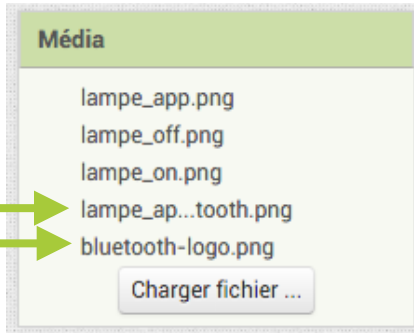 Média
lampe_app.png
lampe_off.png
lampe_on.png
lampe_ap...tooth.png
bluetooth-logo.png
Charger fichier ...